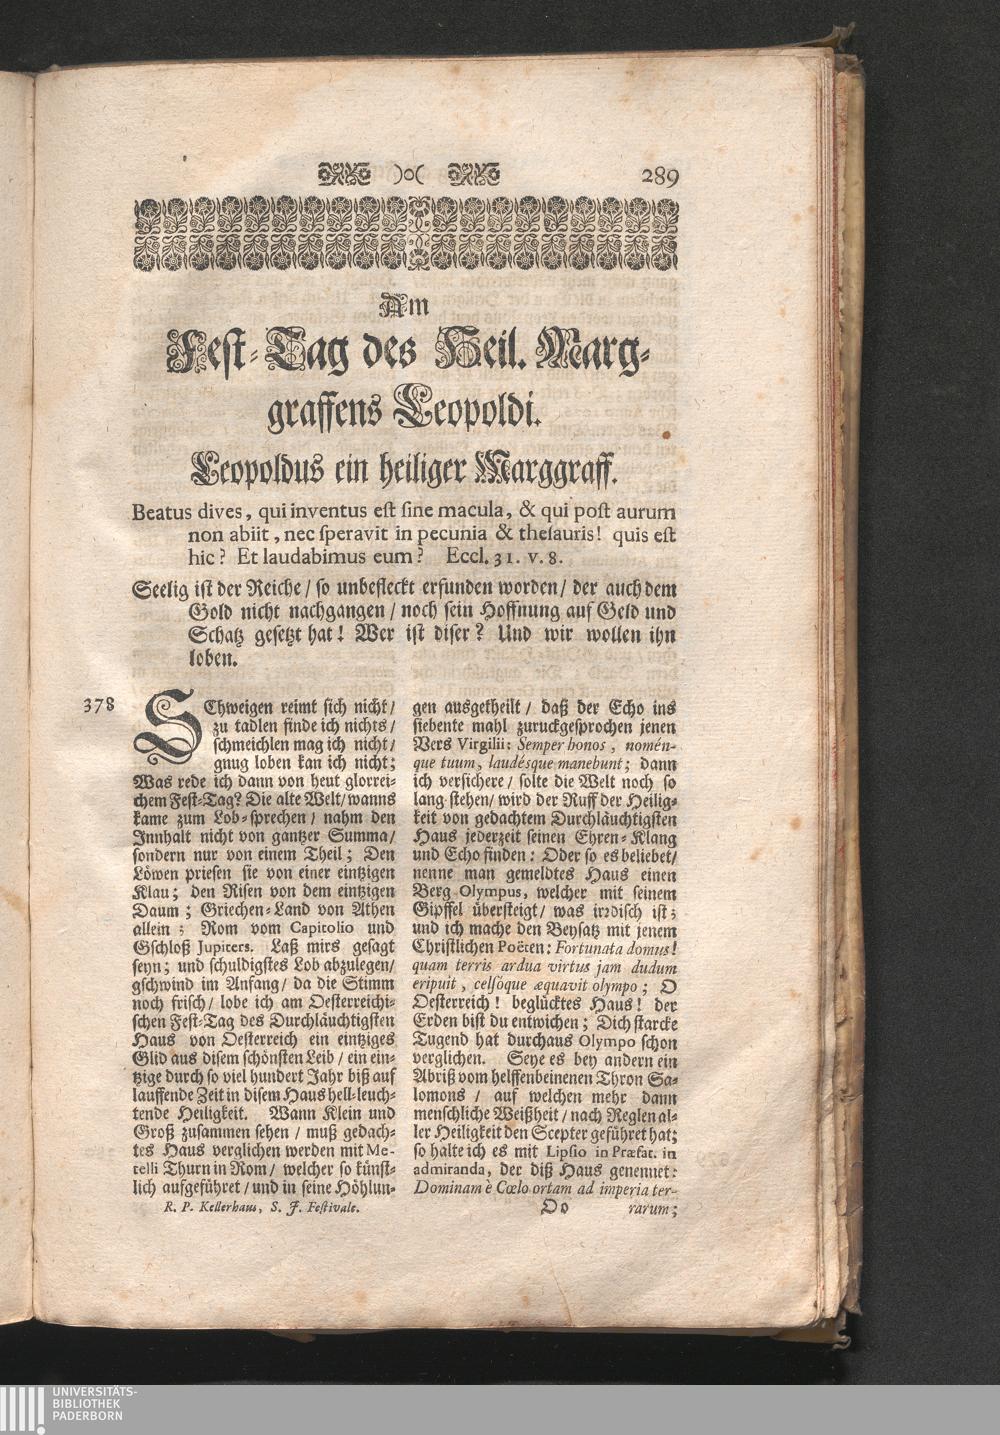 )o( 289
Am
Fest-Tag des Heil. Marg-
graffens Leopoldi.
Leopoldus ein heiliger Marggraff.
Beatus dives, qui inventus est sine macula, & qui post aurum
non abiit, nec speravit in pecunia & thesauris! quis est
hic? Et laudabimus eum? Eccl. 31. v. 8.
Seelig ist der Reiche / so unbefleckt erfunden worden / der auch dem
Gold nicht nachgangen / noch sein Hoffnung auf Geld und
Schatz gesetzt hat! Wer ist diser? Und wir wollen ihn
loben.
378
SChweigen reimt sich nicht /
zu tadlen finde ich nichts /
schmeichlen mag ich nicht /
gnug loben kan ich nicht;
Was rede ich dann von heut glorrei-
chem Fest-Tag? Die alte Welt / wanns
kame zum Lob-sprechen / nahm den
Innhalt nicht von gantzer Summa /
sondern nur von einem Theil; Den
Löwen priesen sie von einer eintzigen
Klau; den Risen von dem eintzigen
Daum; Griechen-Land von Athen
allein; Rom vom Capitolio und
Gschloß Jupiters. Laß mirs gesagt
seyn; und schuldigstes Lob abzulegen /
gschwind im Anfang / da die Stimm
noch frisch / lobe ich am Oesterreichi-
schen Fest-Tag des Durchläuchtigsten
Haus von Oesterreich ein eintziges
Glid aus disem schönsten Leib / ein ein-
tzige durch so viel hundert Jahr biß auf
lauffende Zeit in disem Haus hell-leuch-
tende Heiligkeit. Wann Klein und
Groß zusammen sehen / muß gedach-
tes Haus verglichen werden mit Me-
telli Thurn in Rom / welcher so künst-
lich aufgeführet / und in seine Höhlun-
gen ausgetheilt / daß der Echo ins
siebente mahl zuruckgesprochen jenen
Vers Virgilii: Semper honos, nomén-
que tuum, laudésque manebunt; dann
ich versichere / solte die Welt noch so
lang stehen / wird der Ruff der Heilig-
keit von gedachtem Durchläuchtigsten
Haus jederzeit seinen Ehren-Klang
und Echo finden: Oder so es beliebet /
nenne man gemeldtes Haus einen
Berg Olympus, welcher mit seinem
Gipffel übersteigt / was irrdisch ist;
und ich mache den Beysatz mit jenem
Christlichen Poëten: Fortunata domus!
quam terris ardua virtus jam dudum
eripuit, celsóque æquavit olympo; O
Oesterreich! beglücktes Haus! der
Erden bist du entwichen; Dich starcke
Tugend hat durchaus Olympo schon
verglichen. Seye es bey andern ein
Abriß vom helffenbeinenen Thron Sa-
lomons / auf welchen mehr dann
menschliche Weißheit / nach Reglen al-
ler Heiligkeit den Scepter geführet hat;
so halte ich es mit Lipsio in Præfat. in
admiranda, der diß Haus genennet:
Dominam è Cœlo ortam ad imperia ter-
R. P. Kellerhaus, S. J. Festivale. Oo rarum;
UNIVERSITÄTS-
BIBLIOTHEK
PADERBORN